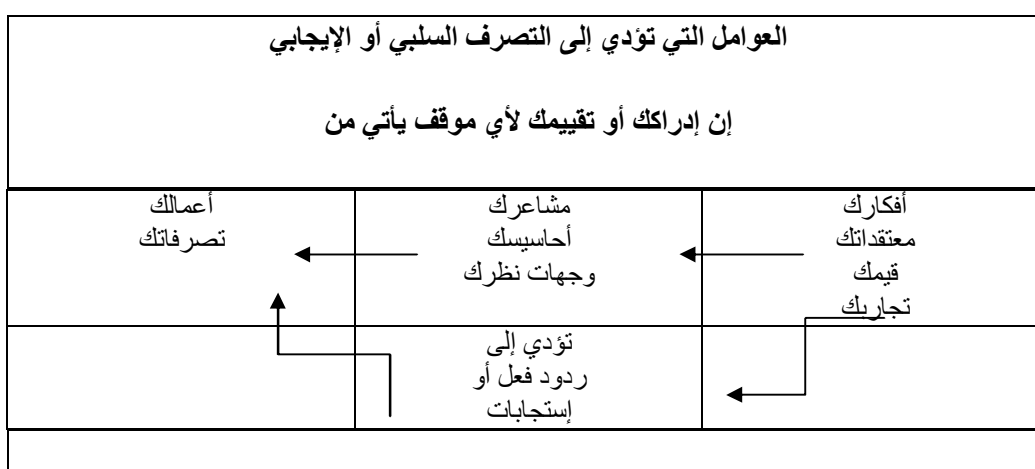 العوامل التي تؤدي إلى التصرف السلبي أو الإيجابي
إن إدراكك أو تقييمك لأي موقف يأتي من
أفكارك
معتقداتك
قيمك
تجاربك
مشاعرك
أحاسيسك
وجهات نظرك
أعمالك
تصرفاتك
تؤدي إلى
ردود فعل أو
إستجابات